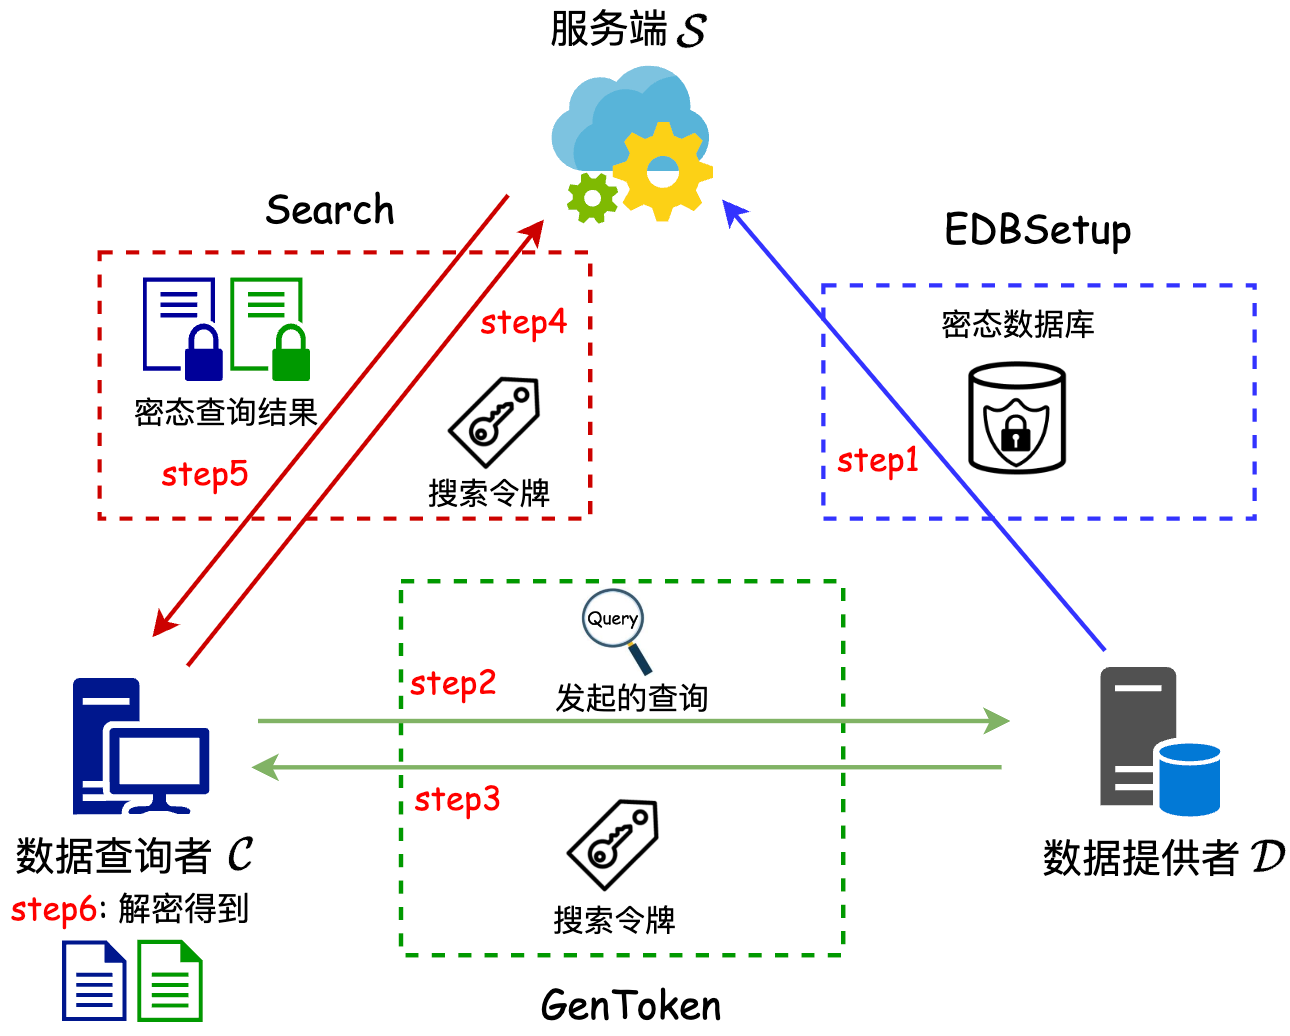 服务端 𝒮
Search
EDBSetup
step4
密态数据库
密态查询结果
step5
step1
搜索令牌
Query
step2
发起的查询
step3
数据查询者 𝒞
数据提供者 𝒟
step6: 解密得到
搜索令牌
GenToken